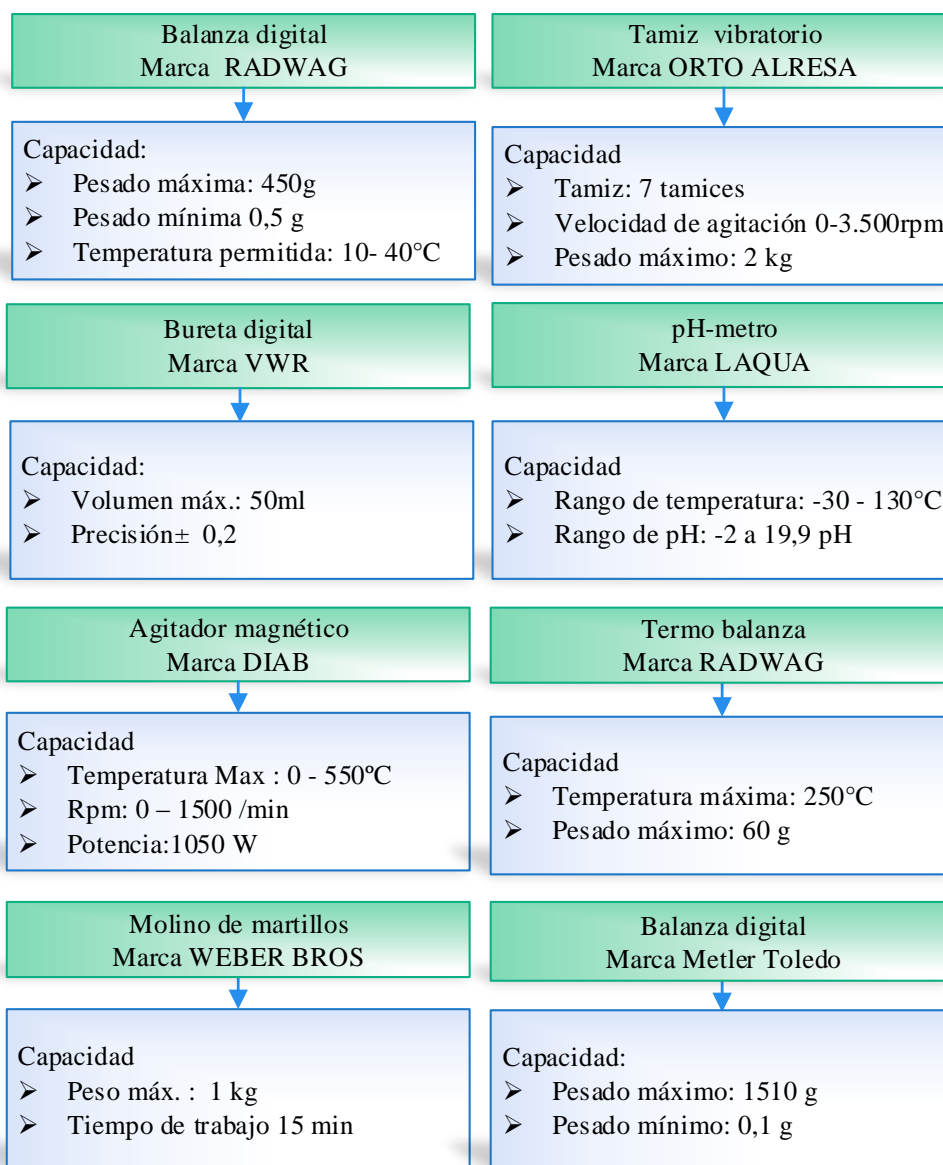 Balanza digital
Marca RADWAG
Capacidad:
➢ Pesado máxima: 450g
➢ Pesado mínima 0,5 g
➢ Temperatura permitida: 10- 40°C
Tamiz vibratorio
Marca ORTO ALRESA
Capacidad
➢ Tamiz: 7 tamices
➢ Velocidad de agitación 0-3.500rpm
➢ Pesado máximo: 2 kg
Bureta digital
Marca VWR
Capacidad:
➢ Volumen máx.: 50ml
➢ Precisión± 0,2
pH-metro
Marca LAQUA
Capacidad
➢ Rango de temperatura: -30 - 130°C
➢ Rango de pH: -2 a 19,9 pH
Agitador magnético
Marca DIAB
Capacidad
➢ Temperatura Max : 0 - 550ºC
➢ Rpm: 0 – 1500 /min
➢ Potencia:1050 W
Termo balanza
Marca RADWAG
Capacidad
➢ Temperatura máxima: 250°C
➢ Pesado máximo: 60 g
Molino de martillos
Marca WEBER BROS
Capacidad
➢ Peso máx. : 1 kg
➢ Tiempo de trabajo 15 min
Balanza digital
Marca Metler Toledo
Capacidad:
➢ Pesado máximo: 1510 g
➢ Pesado mínimo: 0,1 g